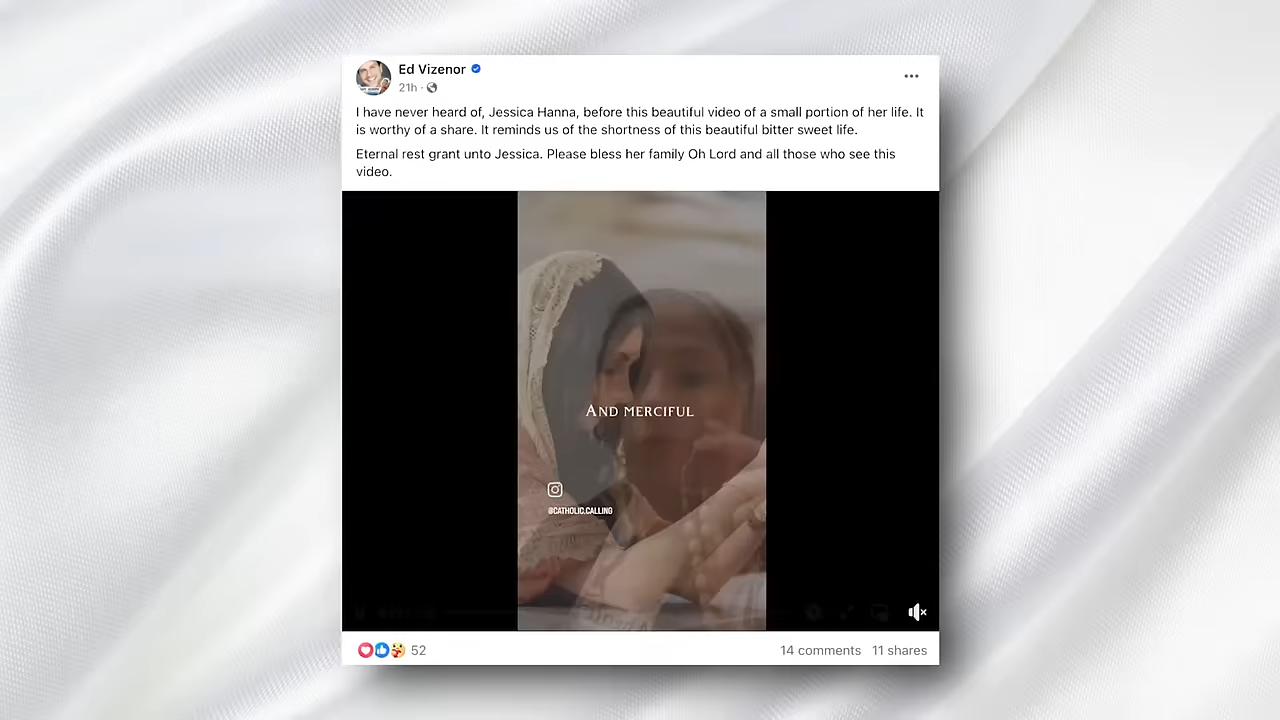 Ed Vizenor
21h ·
I have never heard of, Jessica Hanna, before this beautiful video of a small portion of her life. It
is worthy of a share. It reminds us of the shortness of this beautiful bitter sweet life.
Eternal rest grant unto Jessica. Please bless her family Oh Lord and all those who see this
video.
AND MERCIFUL
@CATHOLIC.CALLING
52
14 comments 11 shares